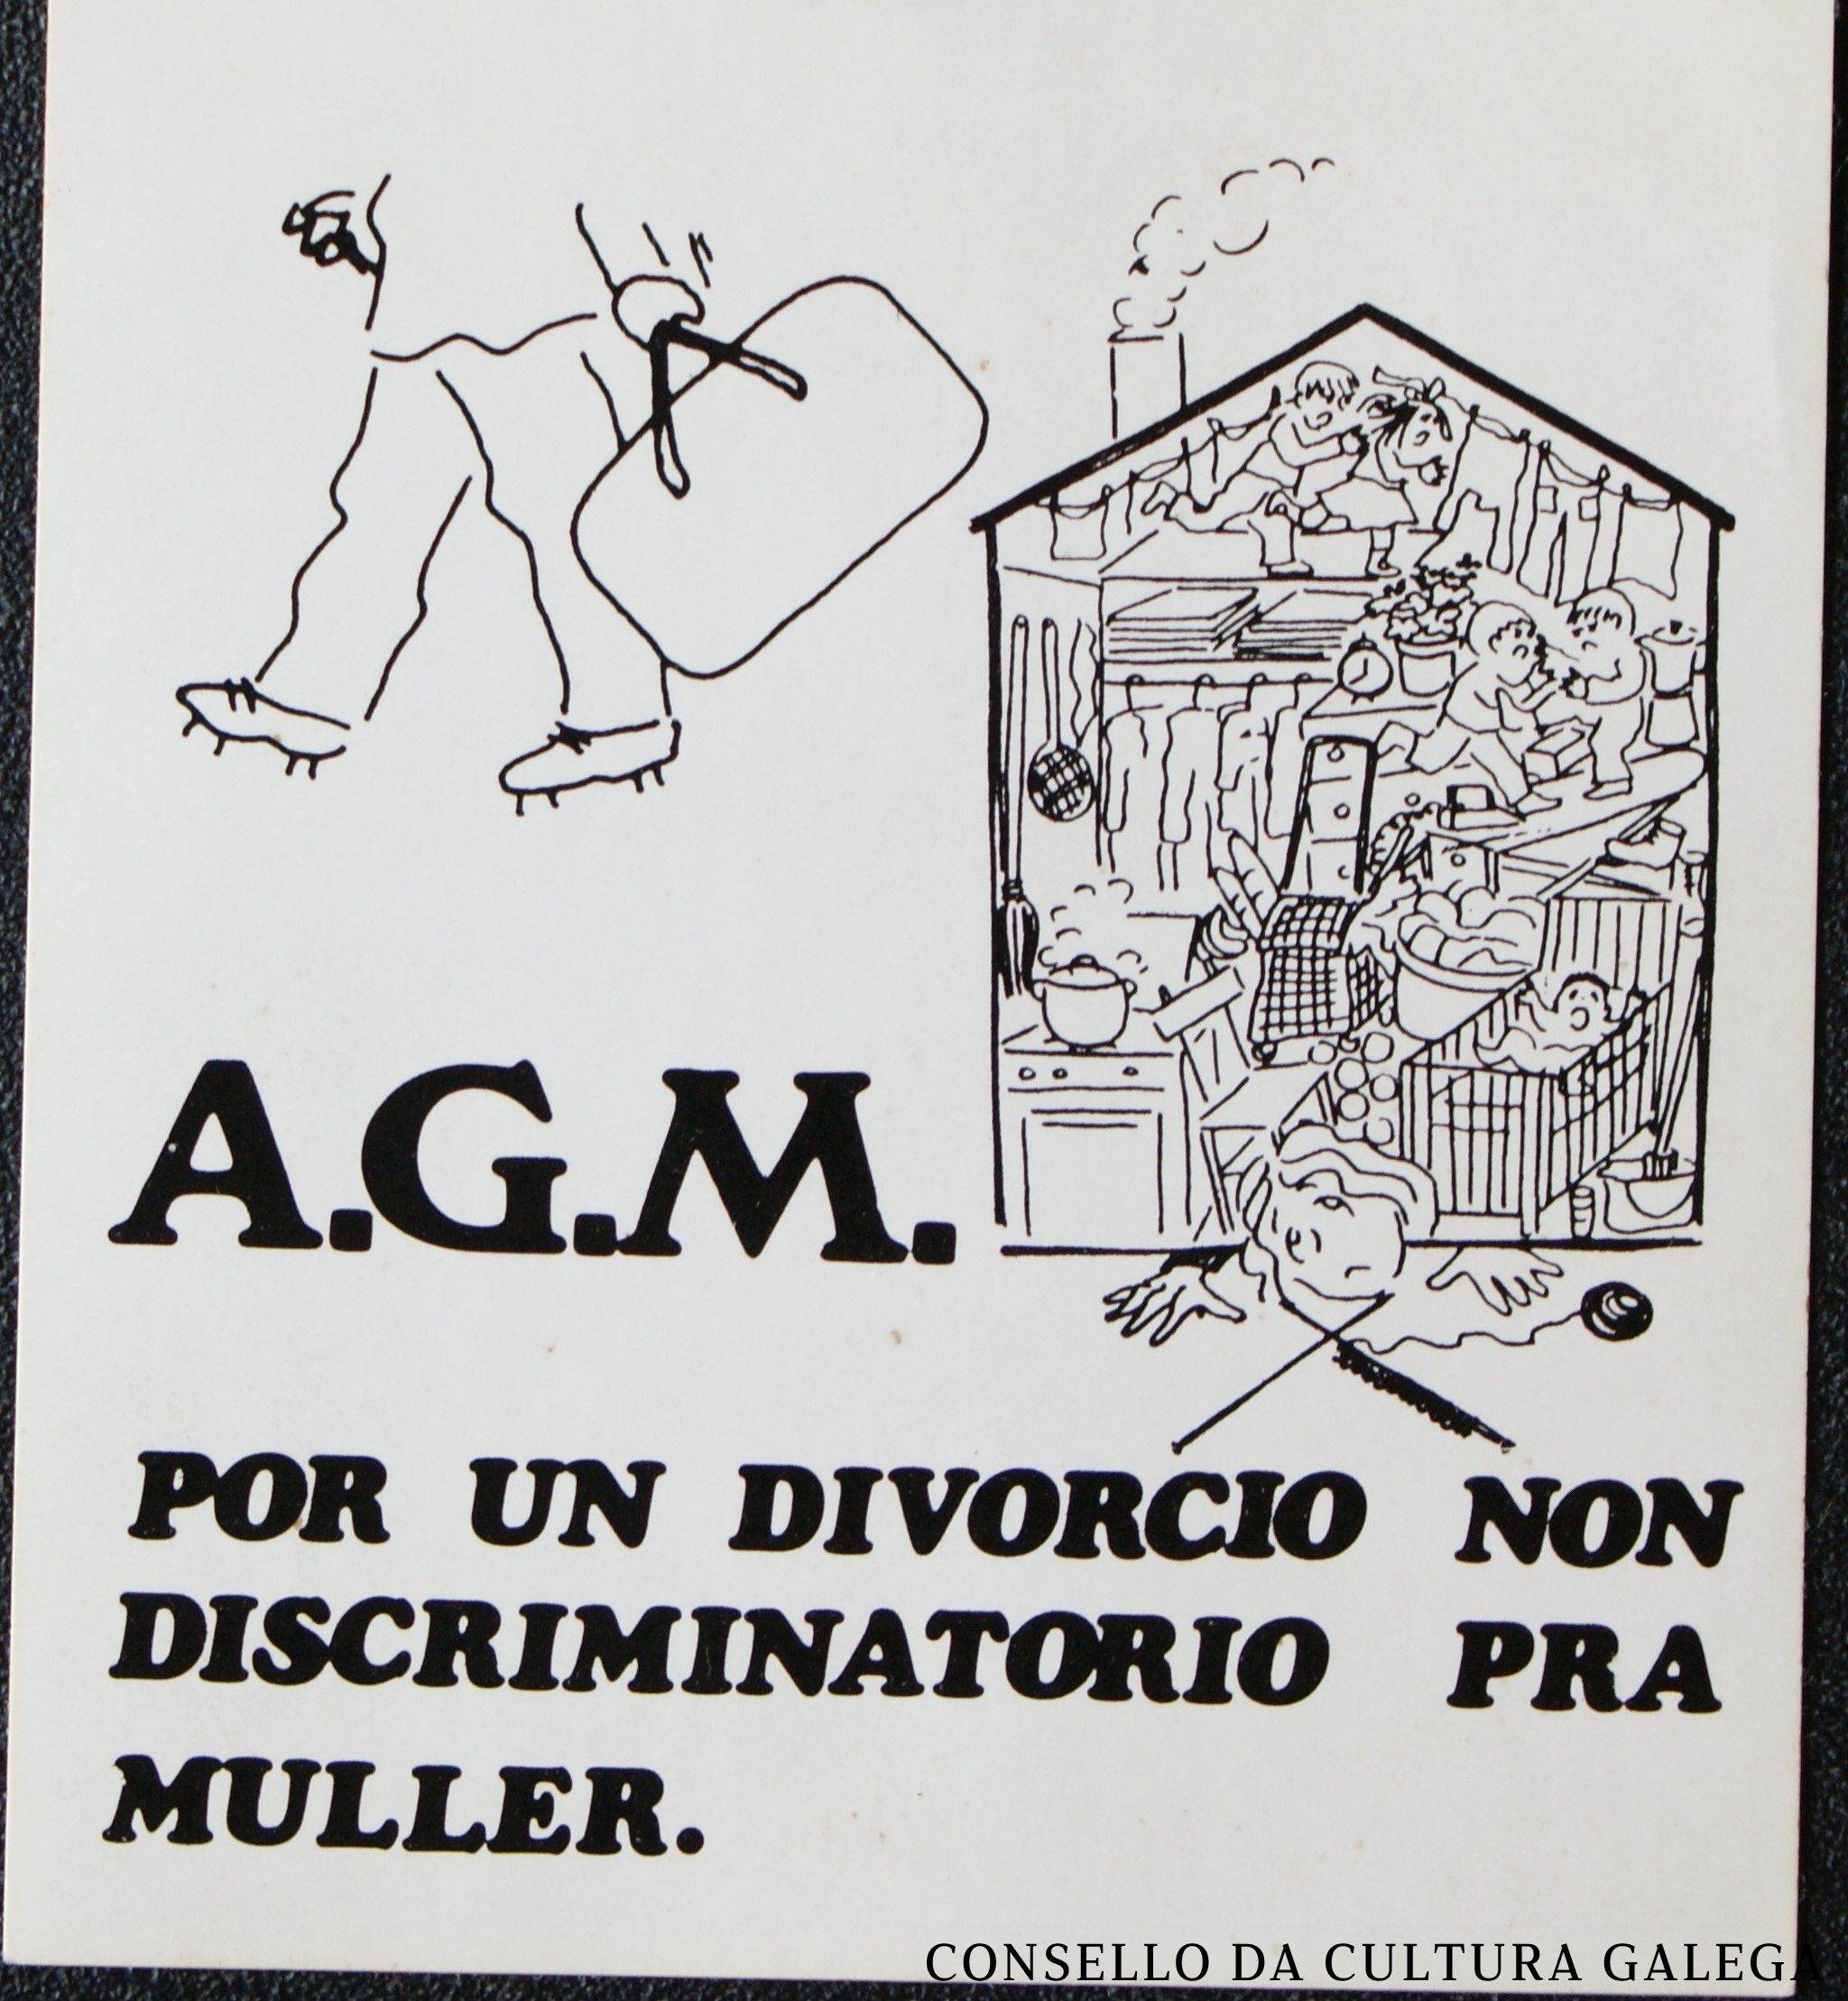 A.G.M.
POR UN DIVORCIO NON
DISCRIMINATORIO PRA
MULLER.
CONSELLO DA CULTURA GALEGA